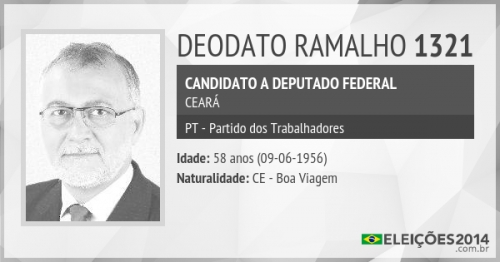 DEODATO RAMALHO 1321
CANDIDATO A DEPUTADO FEDERAL
CEARÁ
PT - Partido dos Trabalhadores
Idade: 58 anos (09-06-1956)
Naturalidade: CE - Boa Viagem
ELEIÇÕES2014
.com.br